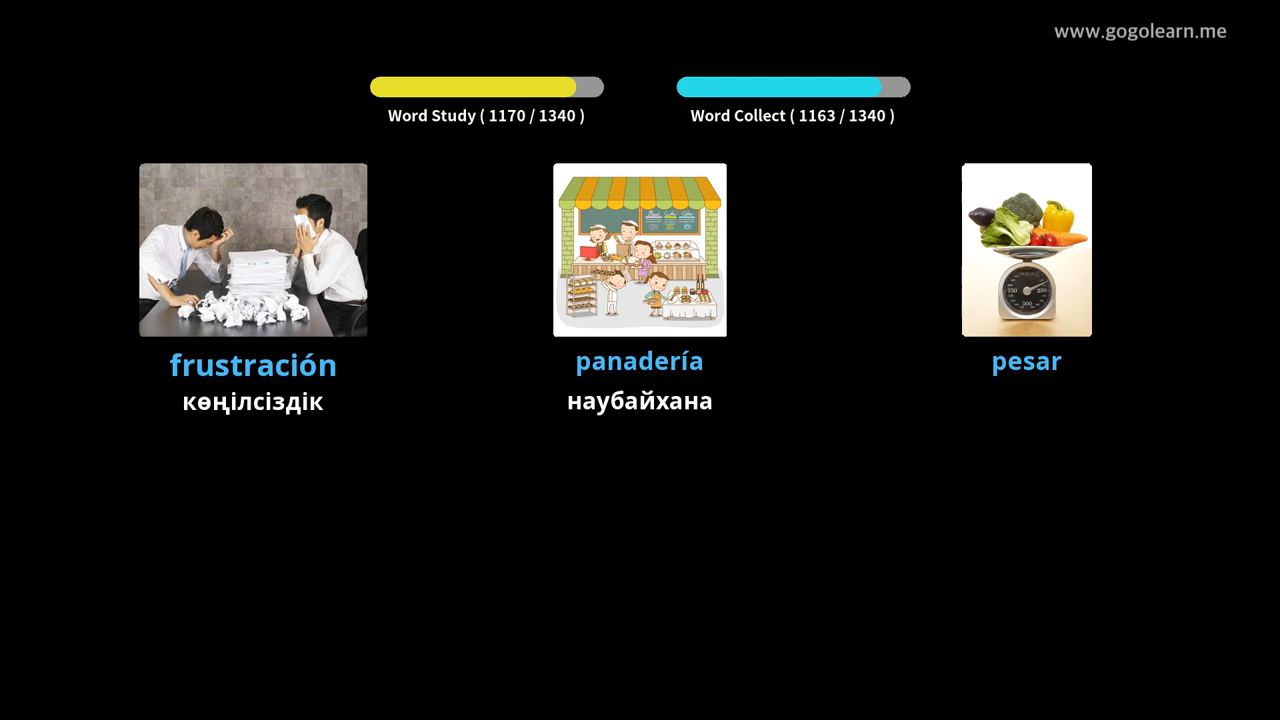 www.gogolearn.me
Word Study ( 1170 / 1340 )
Word Collect ( 1163 / 1340 )
frustración
көңілсіздік
panadería
наубайхана
pesar